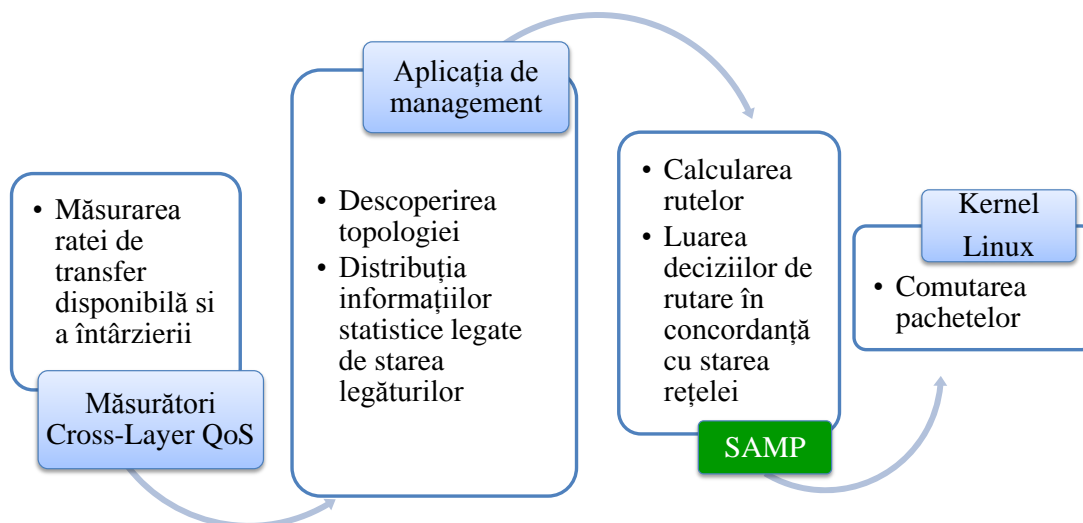 • Măsurarea
ratei de
transfer
disponibilă si
a întârzierii
Măsurători
Cross-Layer QoS
Aplicația de
management
• Descoperirea
topologiei
• Distribuția
informațiilor
statistice legate
de starea
legăturilor
• Calcularea
rutelor
• Luarea
deciziilor de
rutare în
concordanță
cu starea
rețelei
SAMP
Kernel
Linux
• Comutarea
pachetelor